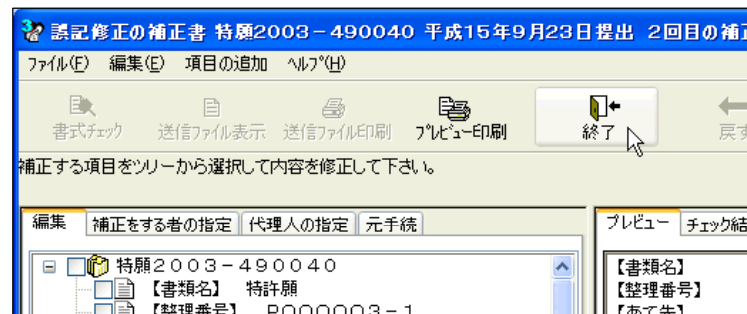 誤記修正の補正書 特願2003－490040 平成15年9月23日提出 2回目の補正
ファイル(F) 編集(E) 項目の追加 ヘルプ(H)
書式チェック 送信ファイル表示 送信ファイル印刷 プレビュー印刷 終了 戻す
補正する項目をツリーから選択して内容を修正して下さい。
編集 補正をする者の指定 代理人の指定 元手続 プレビュー チェック結
特願２００３－４９００４０ 【書類名】
【書類名】 特許願 【整理番号】
【整理番号】 Ｐ０００００３－１ 【あて先】